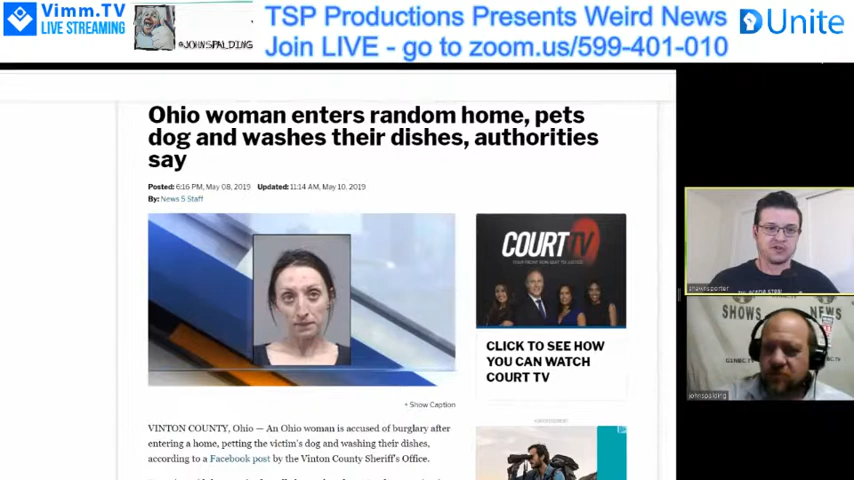 Vimm.TV
LIVE STREAMING
@JOHNSPALDING
TSP Productions Presents Weird News
Join LIVE - go to zoom.us/599-401-010
Unite
Ohio woman enters random home, pets
dog and washes their dishes, authorities
say
Posted: 6:16 PM, May 08, 2019 Updated: 11:14 AM, May 10, 2019
By: News 5 Staff
COURT TV
CLICK TO SEE HOW
YOU CAN WATCH
COURT TV
+ Show Caption
VINTON COUNTY, Ohio — An Ohio woman is accused of burglary after
entering a home, petting the victim's dog and washing their dishes,
according to a Facebook post by the Vinton County Sheriff's Office.
ADVERTISEMENT
SHOWS
NEWS
johnspalding